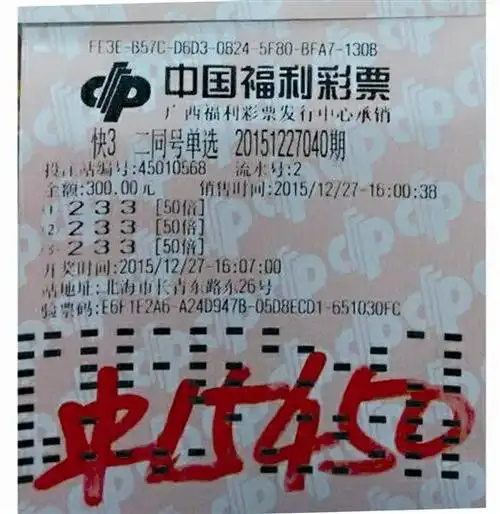 FE3E-B57C-D6D3-0824-5F80-BFA7-130B
中国福利彩票
广西福利彩票发行中心承销
快3 二同号单选 20151227040期
投注站编号:45010568 流水号:2
金额:300.00元 销售时间:2015/12/27-16:00:38
(1) 2 3 3 [50倍]
(2) 2 3 3 [50倍]
(3) 2 3 3 [50倍]
开奖时间:2015/12/27-16:07:00
站地址:北海市长青东路东26号
验票码:E6F1E2A6-A24D947B-05D8ECD1-651030FC
中15450